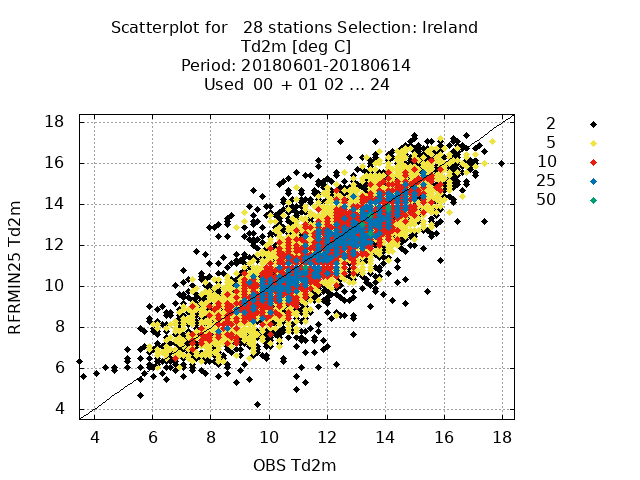 Scatterplot for   28 stations Selection: Ireland
Td2m [deg C]
Period: 20180601-20180614
Used  00 + 01 02 ... 24
2
5
10
25
50
18
16
14
12
10
8
6
4
RFRMIN25 Td2m
4 6 8 10 12 14 16 18
OBS Td2m